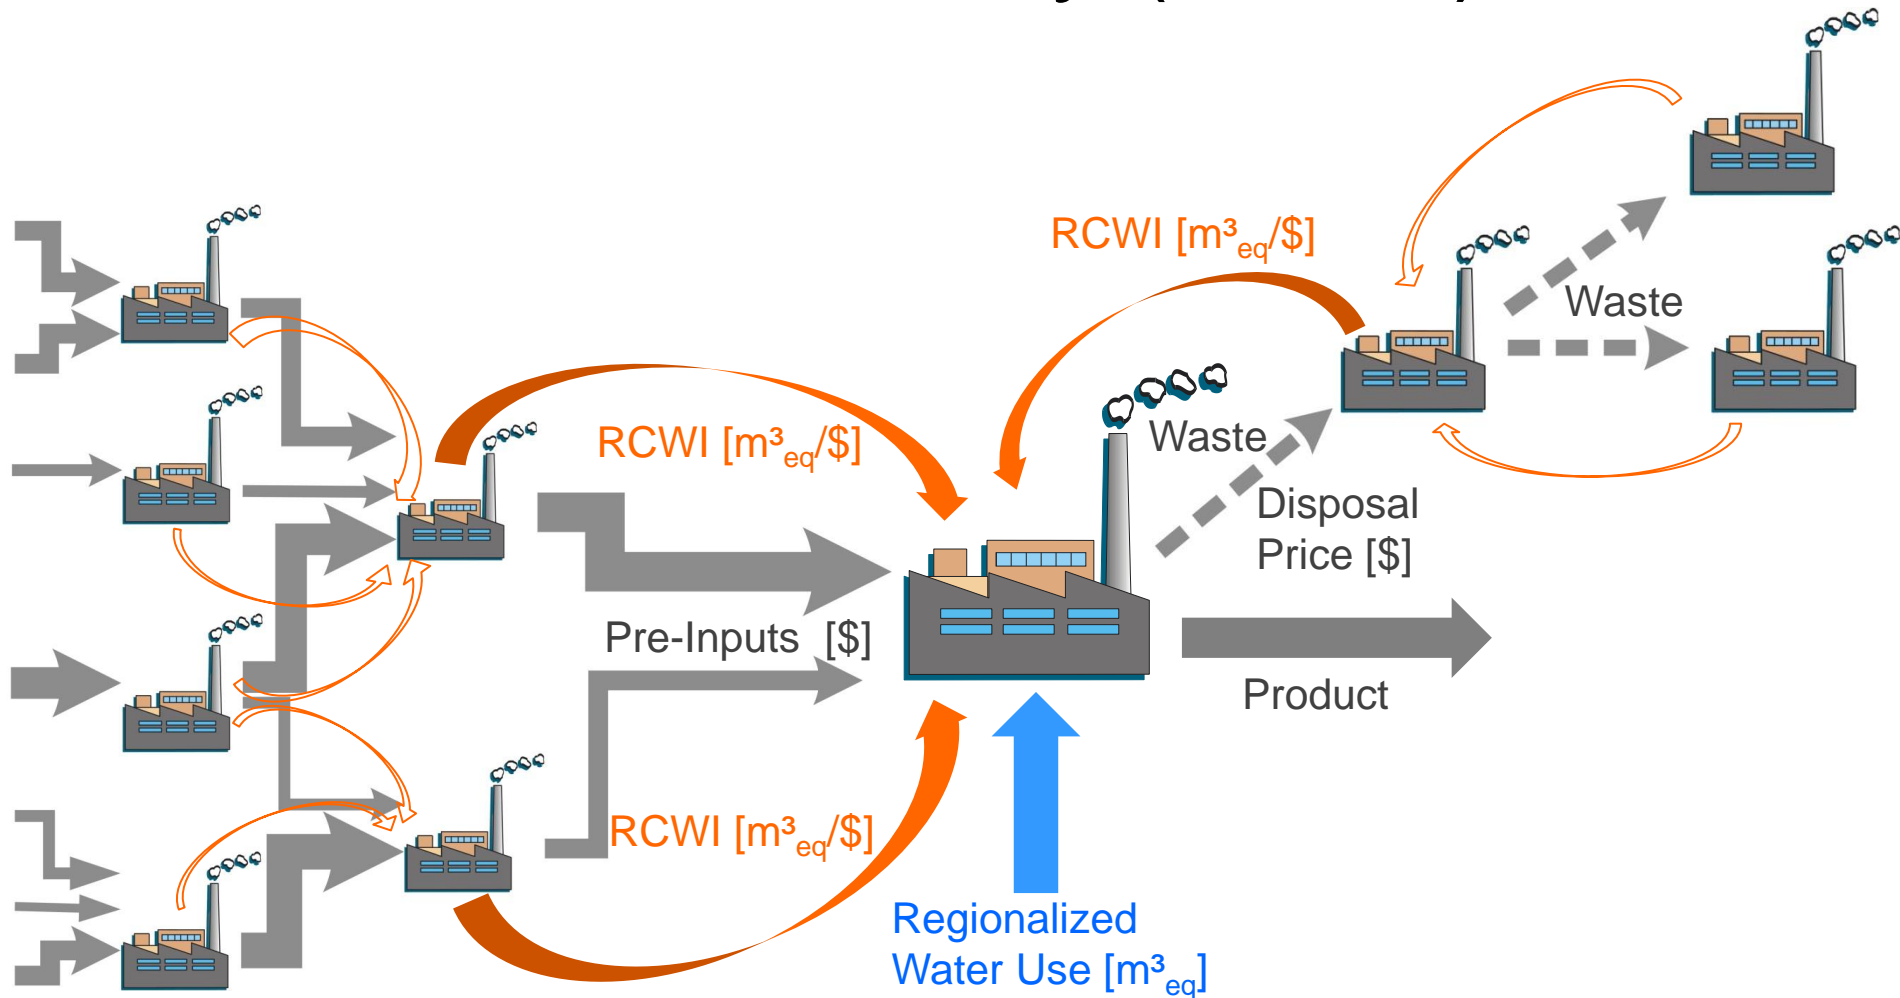 RCWI [m³eq/$]
Waste
RCWI [m³eq/$]
Waste
Disposal
Price [$]
Pre-Inputs [$]
Product
RCWI [m³eq/$]
Regionalized
Water Use [m³eq]